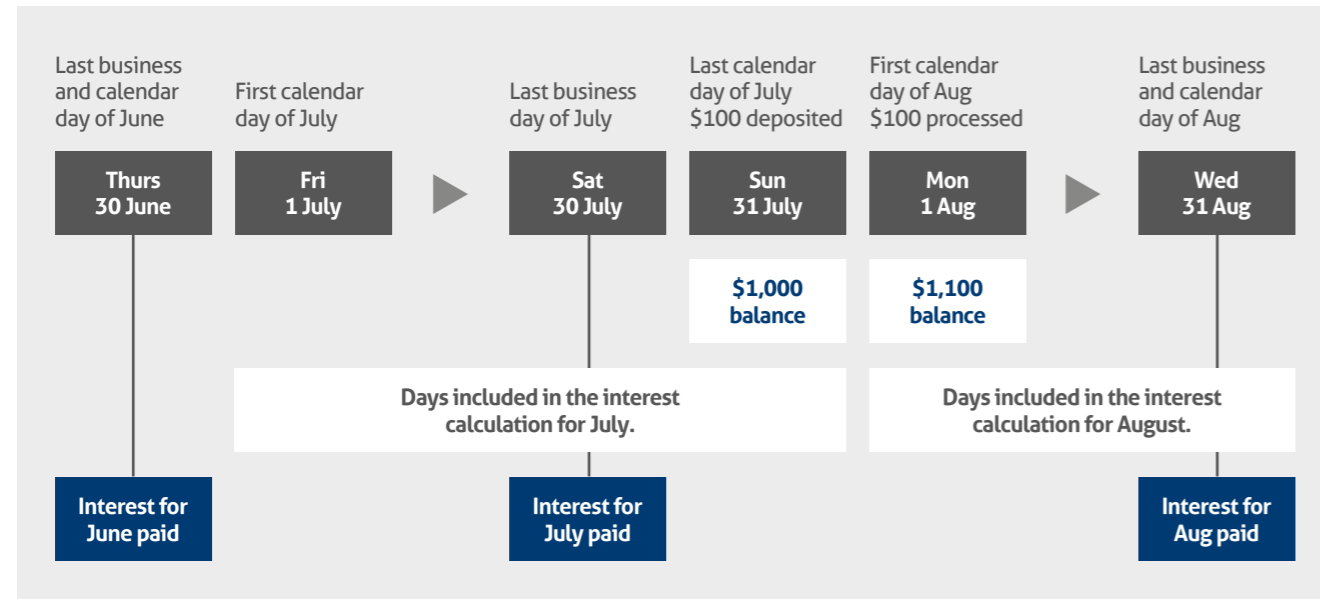 Last business
and calendar
day of June
First calendar
day of July
Last business
day of July
Last calendar
day of July
$100 deposited
First calendar
day of Aug
$100 processed
Last business
and calendar
day of Aug
Thurs
30 June
Fri
1 July
Sat
30 July
Sun
31 July
Mon
1 Aug
Wed
31 Aug
$1,000
balance
$1,100
balance
Days included in the interest
calculation for July.
Days included in the interest
calculation for August.
Interest for
June paid
Interest for
July paid
Interest for
Aug paid